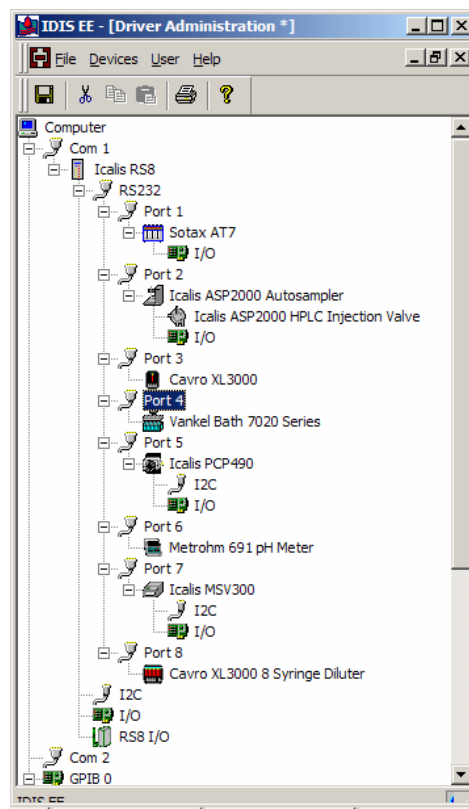 IDIS EE - [Driver Administration *]
File Devices User Help
Computer
Com 1
Icalis RS8
RS232
Port 1
Sotax AT7
I/O
Port 2
Icalis ASP2000 Autosampler
Icalis ASP2000 HPLC Injection Valve
I/O
Port 3
Cavro XL3000
Port 4
Vankel Bath 7020 Series
Port 5
Icalis PCP490
I2C
I/O
Port 6
Metrohm 691 pH Meter
Port 7
Icalis MSV300
I2C
I/O
Port 8
Cavro XL3000 8 Syringe Diluter
I2C
I/O
RS8 I/O
Com 2
GPIB 0
IDIS EE